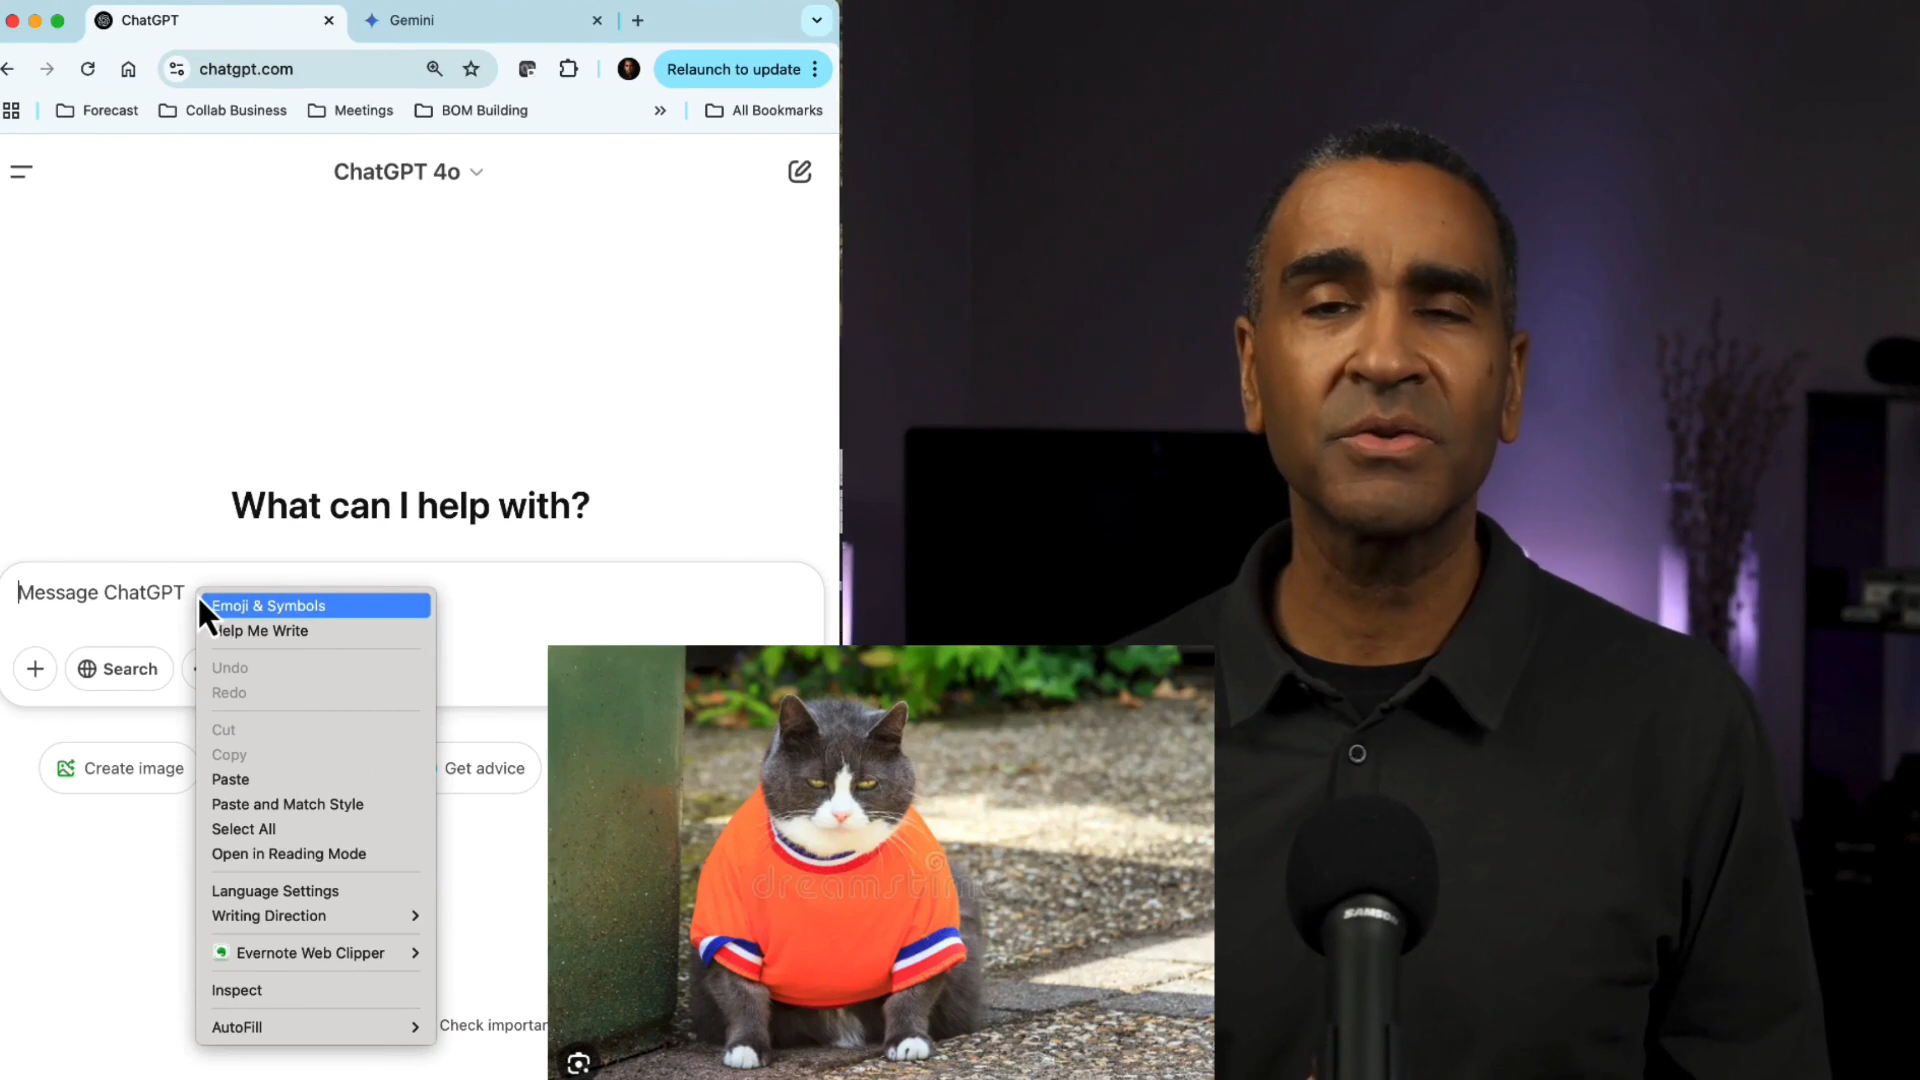 ChatGPT
Gemini
chatgpt.com
Relaunch to update
Forecast
Collab Business
Meetings
BOM Building
All Bookmarks
ChatGPT 4o
What can I help with?
Message ChatGPT
Search
Create image
Get advice
Emoji & Symbols
elp Me Write
Undo
Redo
Cut
Copy
Paste
Paste and Match Style
Select All
Open in Reading Mode
Language Settings
Writing Direction
Evernote Web Clipper
Inspect
AutoFill
Check importan
dreamstim
SAMSON